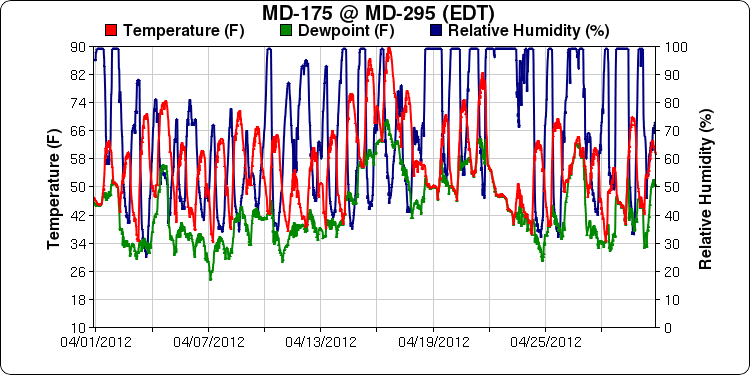 MD-175 @ MD-295 (EDT)
Temperature (F) Dewpoint (F) Relative Humidity (%)
90 100
82 90
74 80
66 70
58 60
50 50
42 40
34 30
26 20
18 10
10 0
Temperature (F)
Relative Humidity (%)
04/01/2012 04/07/2012 04/13/2012 04/19/2012 04/25/2012